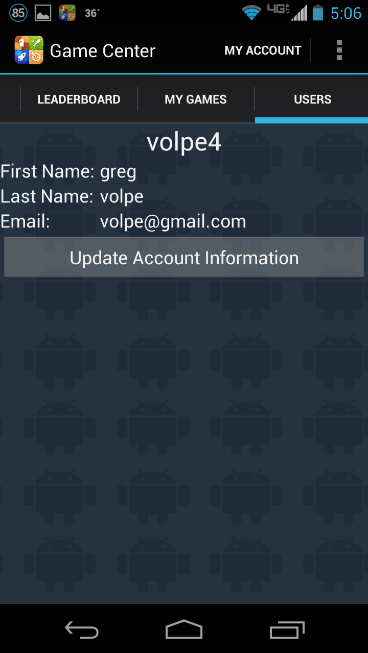 85 36° 4G 5:06
Game Center MY ACCOUNT
LEADERBOARD MY GAMES USERS
volpe4
First Name: greg
Last Name: volpe
Email: volpe@gmail.com
Update Account Information